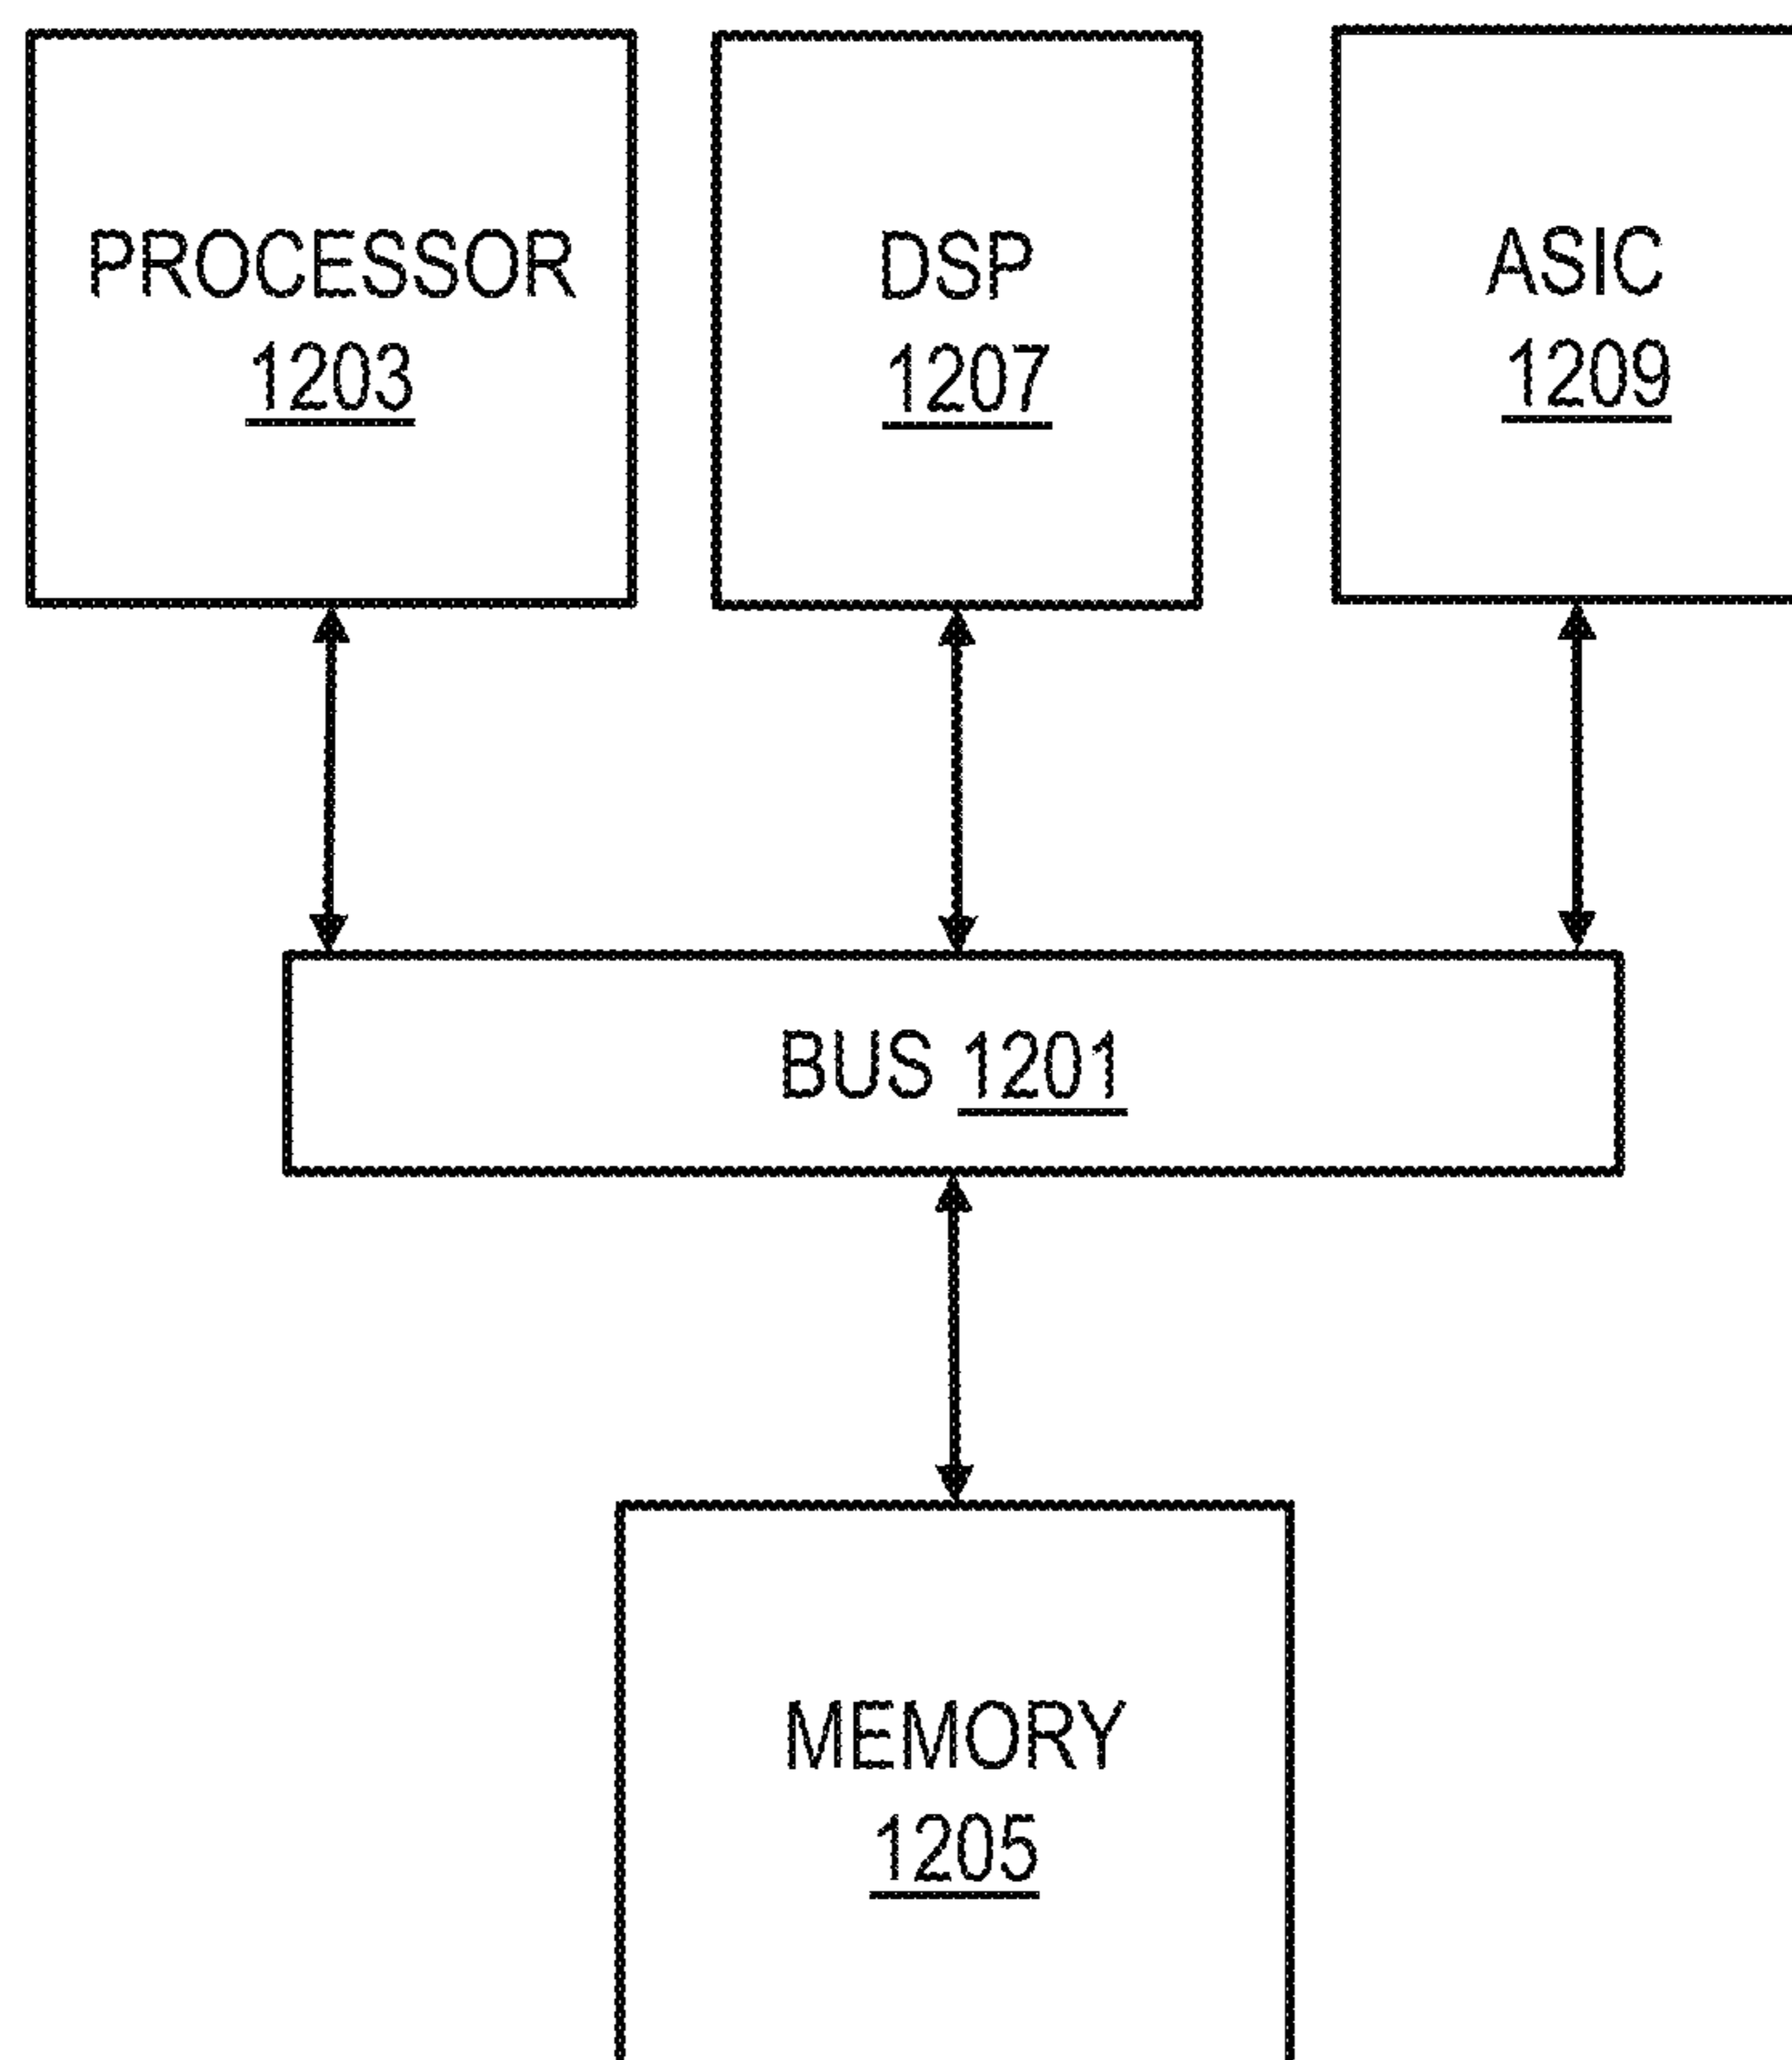 PROCESSOR
1203
DSP
1207
ASIC
1209
BUS 1201
MEMORY
1205